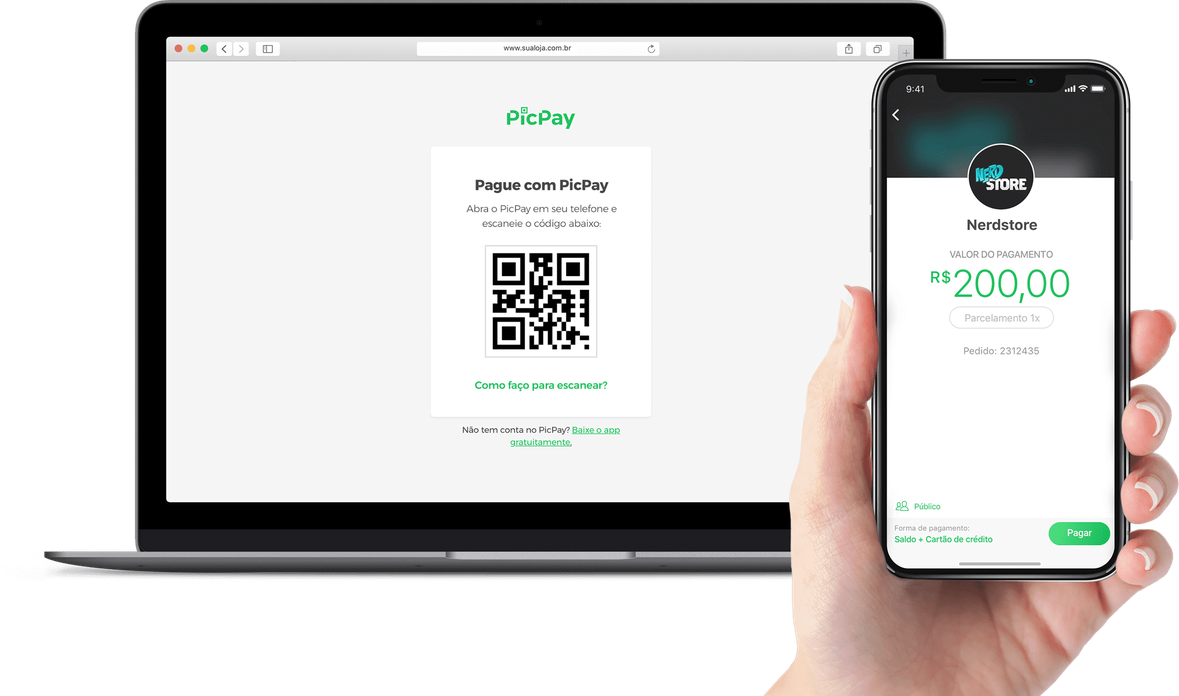 www.sualoja.com.br
PicPay
Pague com PicPay
Abra o PicPay em seu telefone e
escaneie o código abaixo:
Como faço para escanear?
Não tem conta no PicPay? Baixe o app
gratuitamente.
9:41
NERD
STORE
Nerdstore
VALOR DO PAGAMENTO
R$200,00
Parcelamento 1x
Pedido: 2312435
Público
Forma de pagamento:
Saldo + Cartão de crédito
Pagar